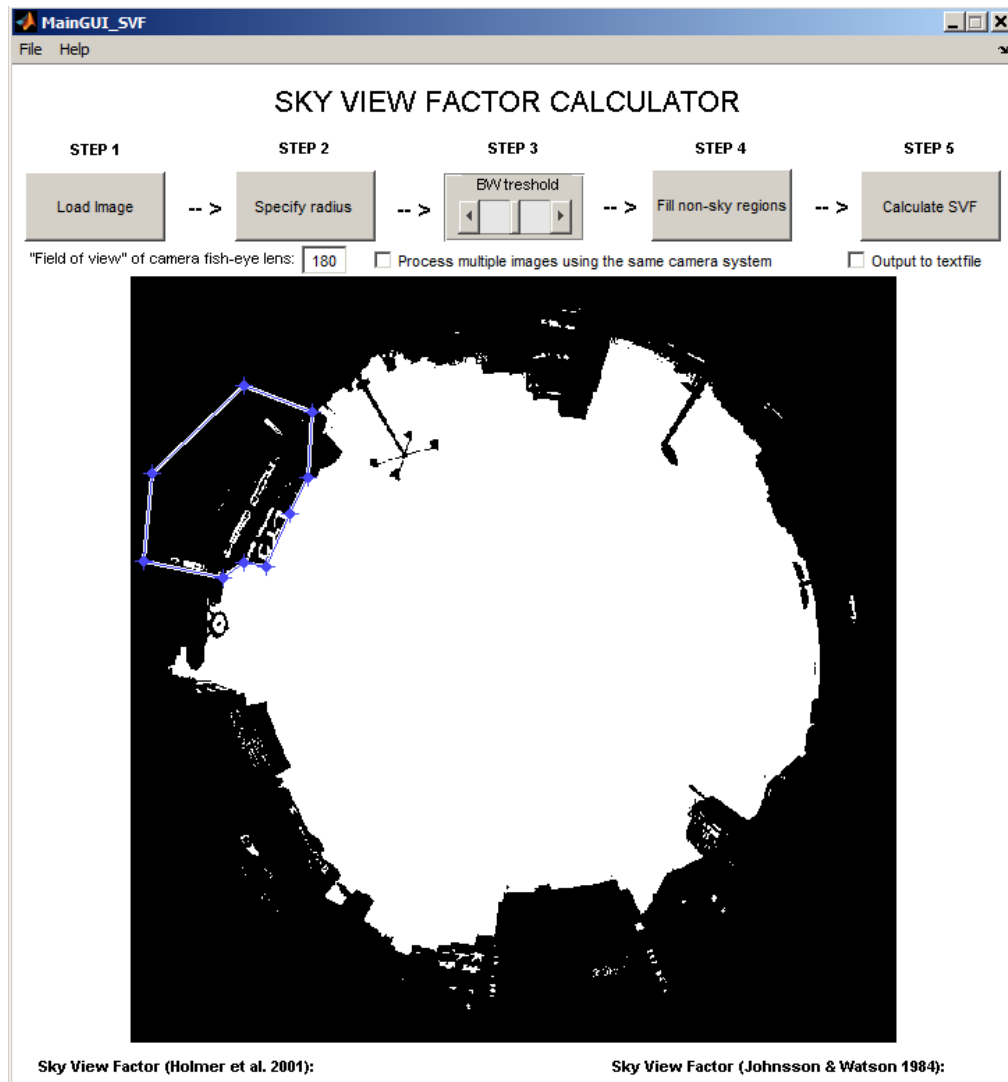 MainGUI_SVF
File Help
SKY VIEW FACTOR CALCULATOR
STEP 1 STEP 2 STEP 3 STEP 4 STEP 5
Load Image --> Specify radius --> BW treshold --> Fill non-sky regions --> Calculate SVF
"Field of view" of camera fish-eye lens: 180 Process multiple images using the same camera system Output to textfile
Sky View Factor (Holmer et al. 2001): Sky View Factor (Johnsson & Watson 1984):